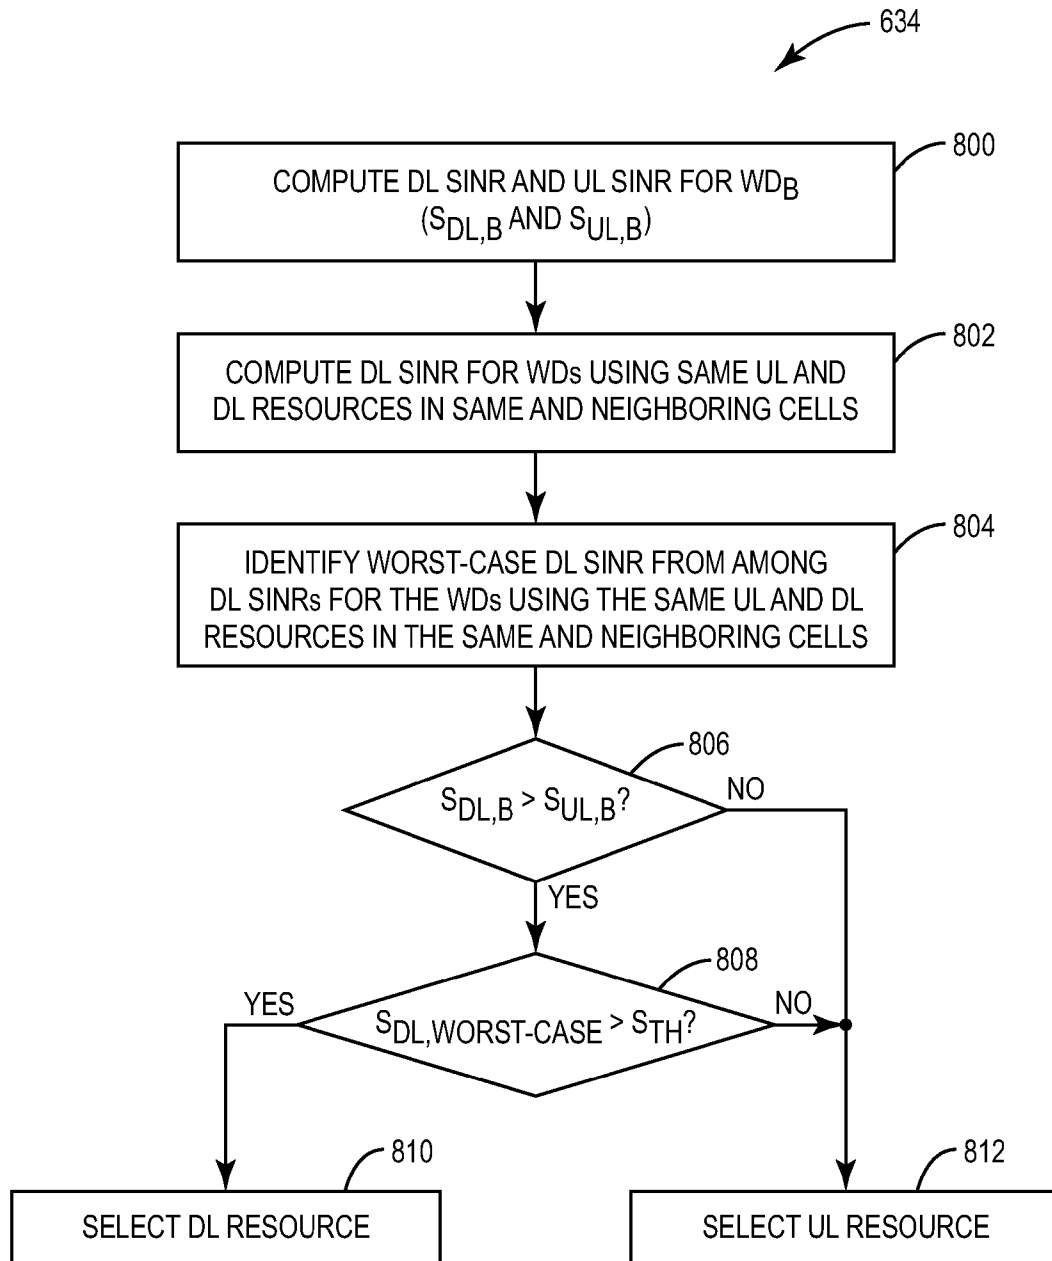 634
800
COMPUTE DL SINR AND UL SINR FOR WDB
(SDL,B AND SUL,B)
802
COMPUTE DL SINR FOR WDs USING SAME UL AND
DL RESOURCES IN SAME AND NEIGHBORING CELLS
804
IDENTIFY WORST-CASE DL SINR FROM AMONG
DL SINRs FOR THE WDs USING THE SAME UL AND DL
RESOURCES IN THE SAME AND NEIGHBORING CELLS
806
SDL,B > SUL,B?
NO
YES
808
YES
SDL,WORST-CASE > STH?
NO
810
SELECT DL RESOURCE
812
SELECT UL RESOURCE